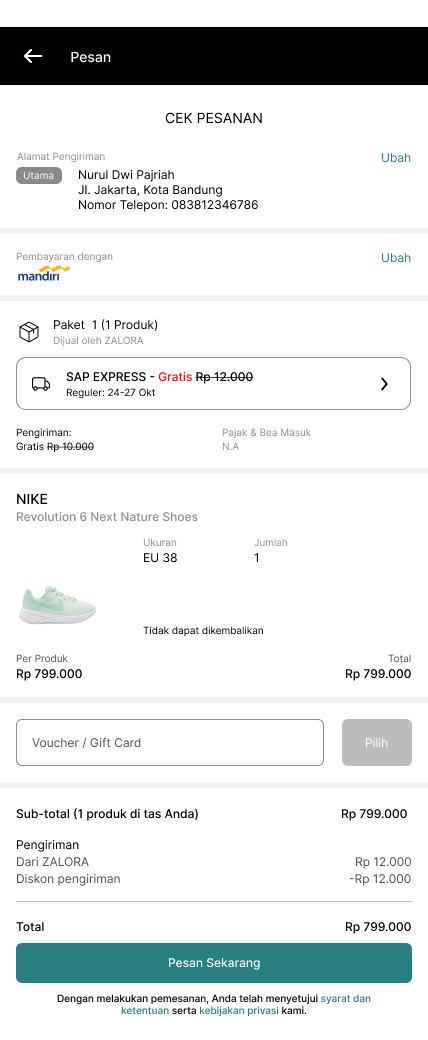 Pesan
CEK PESANAN
Alamat Pengiriman
Ubah
Utama
Nurul Dwi Pajriah
Jl. Jakarta, Kota Bandung
Nomor Telepon: 083812346786
Pembayaran dengan
Ubah
mandiri
Paket 1 (1 Produk)
Dijual oleh ZALORA
SAP EXPRESS - Gratis Rp 12.000
Reguler: 24-27 Okt
Pengiriman:
Pajak & Bea Masuk
Gratis Rp 10.000
N.A
NIKE
Revolution 6 Next Nature Shoes
Ukuran
Jumlah
EU 38
1
Tidak dapat dikembalikan
Per Produk
Total
Rp 799.000
Rp 799.000
Voucher / Gift Card
Pilih
Sub-total (1 produk di tas Anda)
Rp 799.000
Pengiriman
Dari ZALORA
Rp 12.000
Diskon pengiriman
-Rp 12.000
Total
Rp 799.000
Pesan Sekarang
Dengan melakukan pemesanan, Anda telah menyetujui syarat dan
ketentuan serta kebijakan privasi kami.